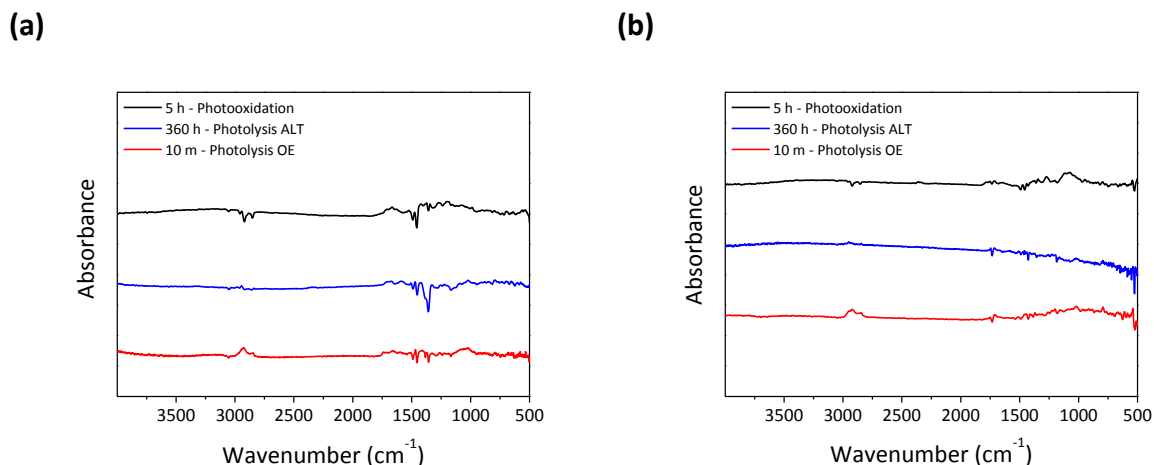 (a)
5 h - Photooxidation
360 h - Photolysis ALT
10 m - Photolysis OE
Absorbance
3500 3000 2500 2000 1500 1000 500
Wavenumber (cm⁻¹)
(b)
5 h - Photooxidation
360 h - Photolysis ALT
10 m - Photolysis OE
Absorbance
3500 3000 2500 2000 1500 1000 500
Wavenumber (cm⁻¹)